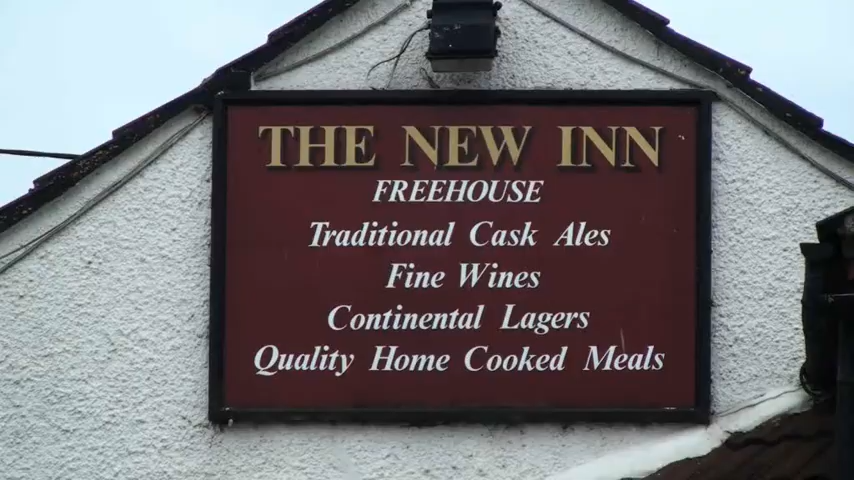 THE NEW INN
FREEHOUSE
Traditional Cask Ales
Fine Wines
Continental Lagers
Quality Home Cooked Meals